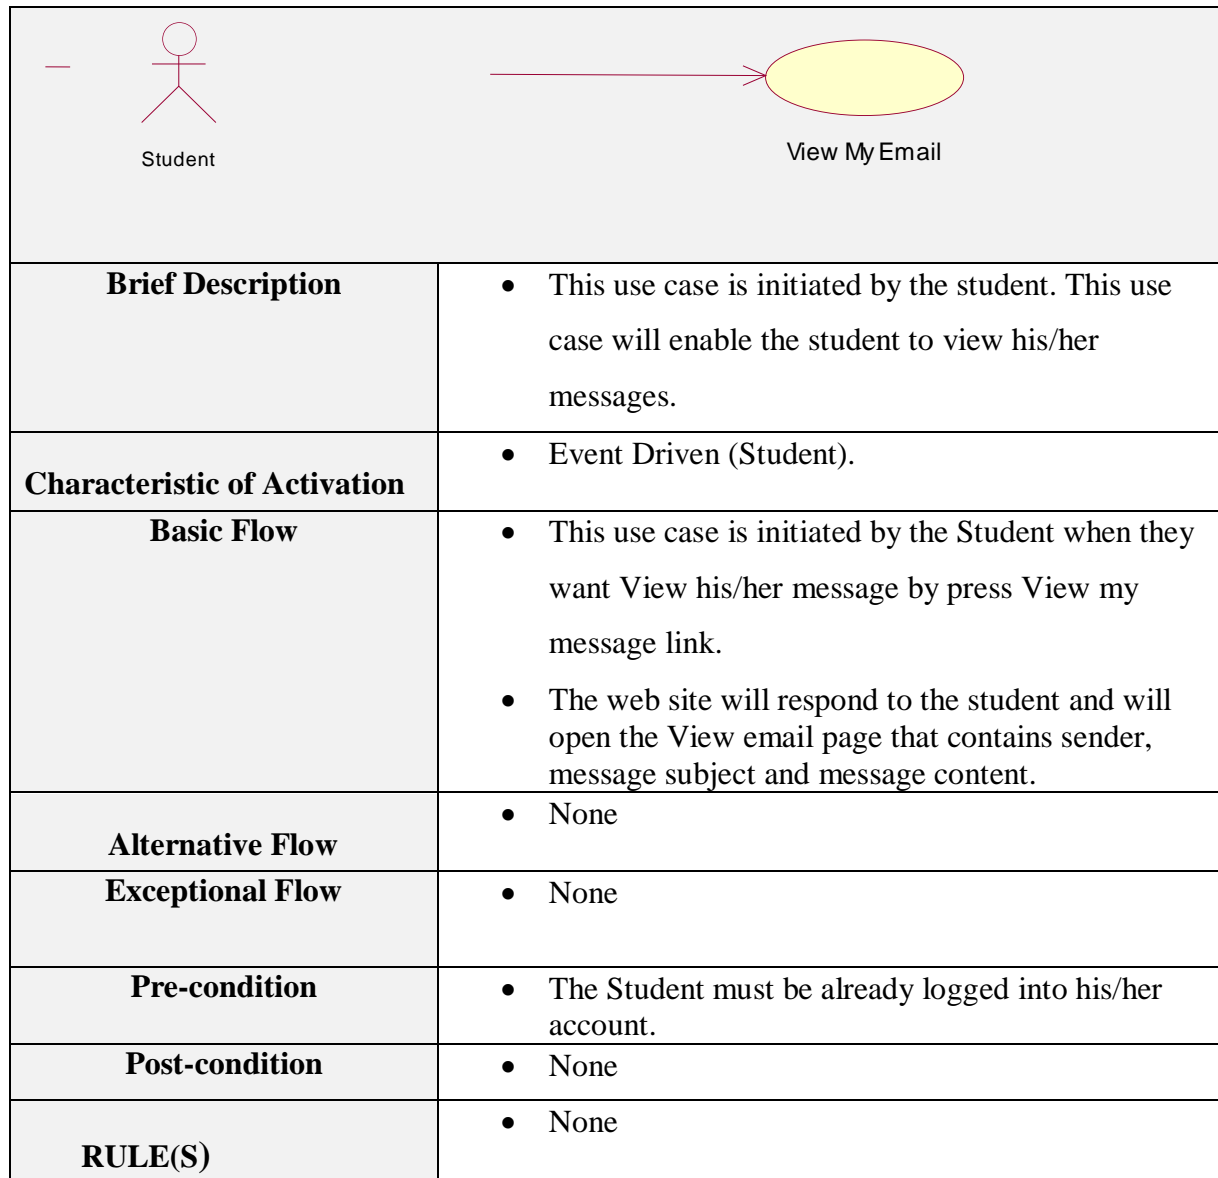 Student
View My Email
Brief Description
• This use case is initiated by the student. This use
case will enable the student to view his/her
messages.
Characteristic of Activation
• Event Driven (Student).
Basic Flow
• This use case is initiated by the Student when they
want View his/her message by press View my
message link.
• The web site will respond to the student and will
open the View email page that contains sender,
message subject and message content.
Alternative Flow
• None
Exceptional Flow
• None
Pre-condition
• The Student must be already logged into his/her
account.
Post-condition
• None
RULE(S)
• None